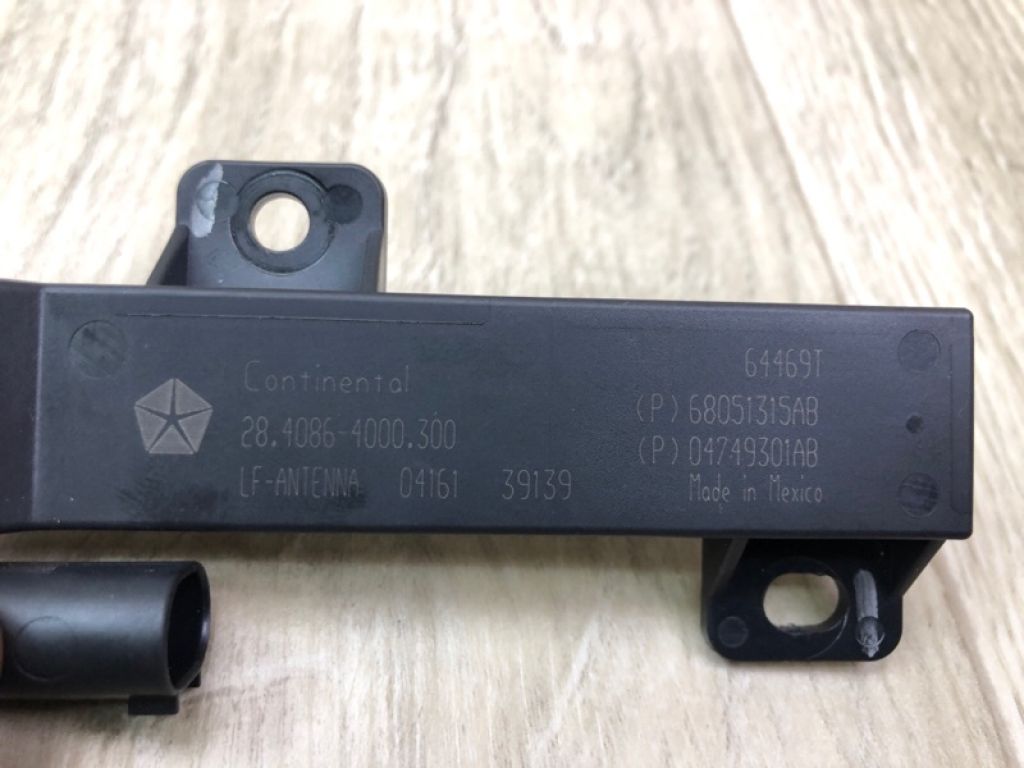 Continental
28.4086-4000.300
LF-ANTENNA 04161 39139
64469T
(P)68051315AB
(P)04749301AB
Made in Mexico